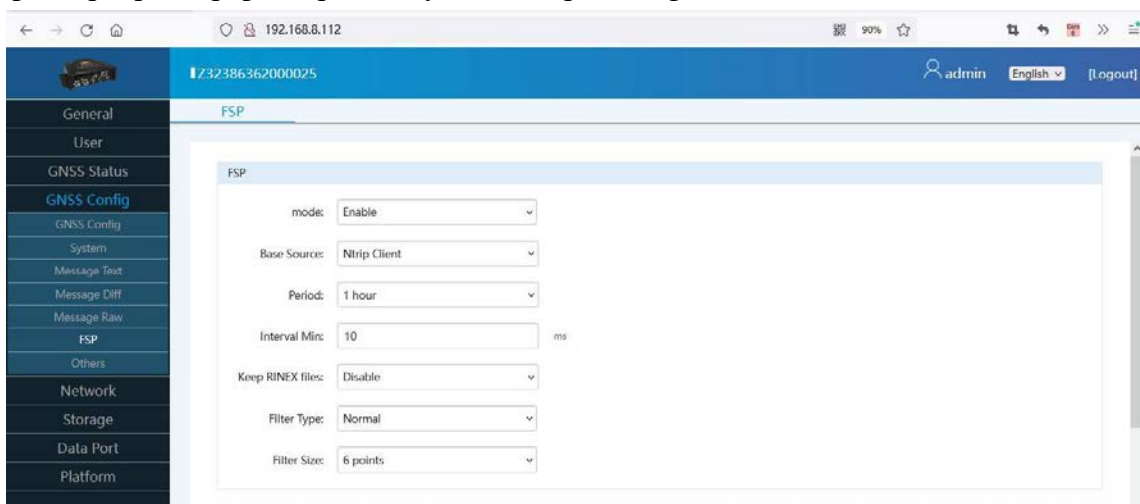 192.168.8.112
90%
Z32386362000025
admin
English
[Logout]
General
User
GNSS Status
GNSS Config
GNSS Config
System
Message Text
Message Diff
Message Raw
FSP
Others
Network
Storage
Data Port
Platform
FSP
FSP
mode: Enable
Base Source: Ntrip Client
Period: 1 hour
Interval Min: 10 ms
Keep RINEX files: Disable
Filter Type: Normal
Filter Size: 6 points